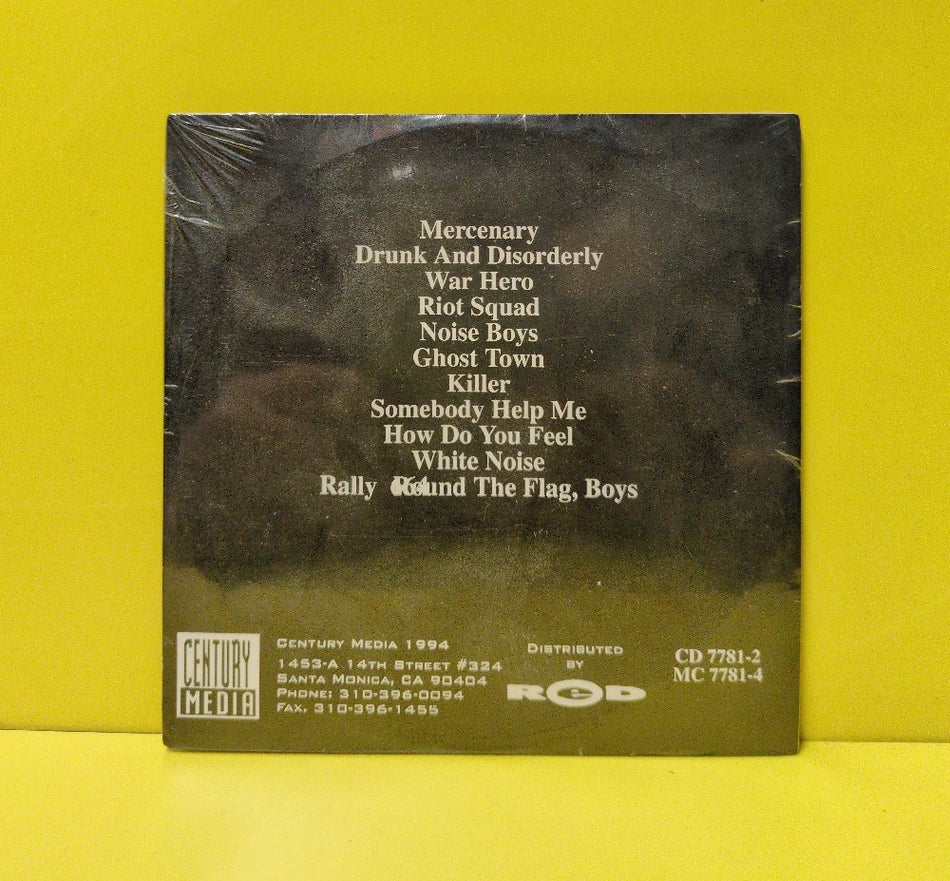 Mercenary
Drunk And Disorderly
War Hero
Riot Squad
Noise Boys
Ghost Town
Killer
Somebody Help Me
How Do You Feel
White Noise
Rally Round The Flag, Boys
CENTURY
MEDIA
CENTURY MEDIA 1994
1453-A 14TH STREET #324
SANTA MONICA, CA 90404
PHONE: 310-396-0094
FAX. 310-396-1455
DISTRIBUTED
BY
RED
CD 7781-2
MC 7781-4